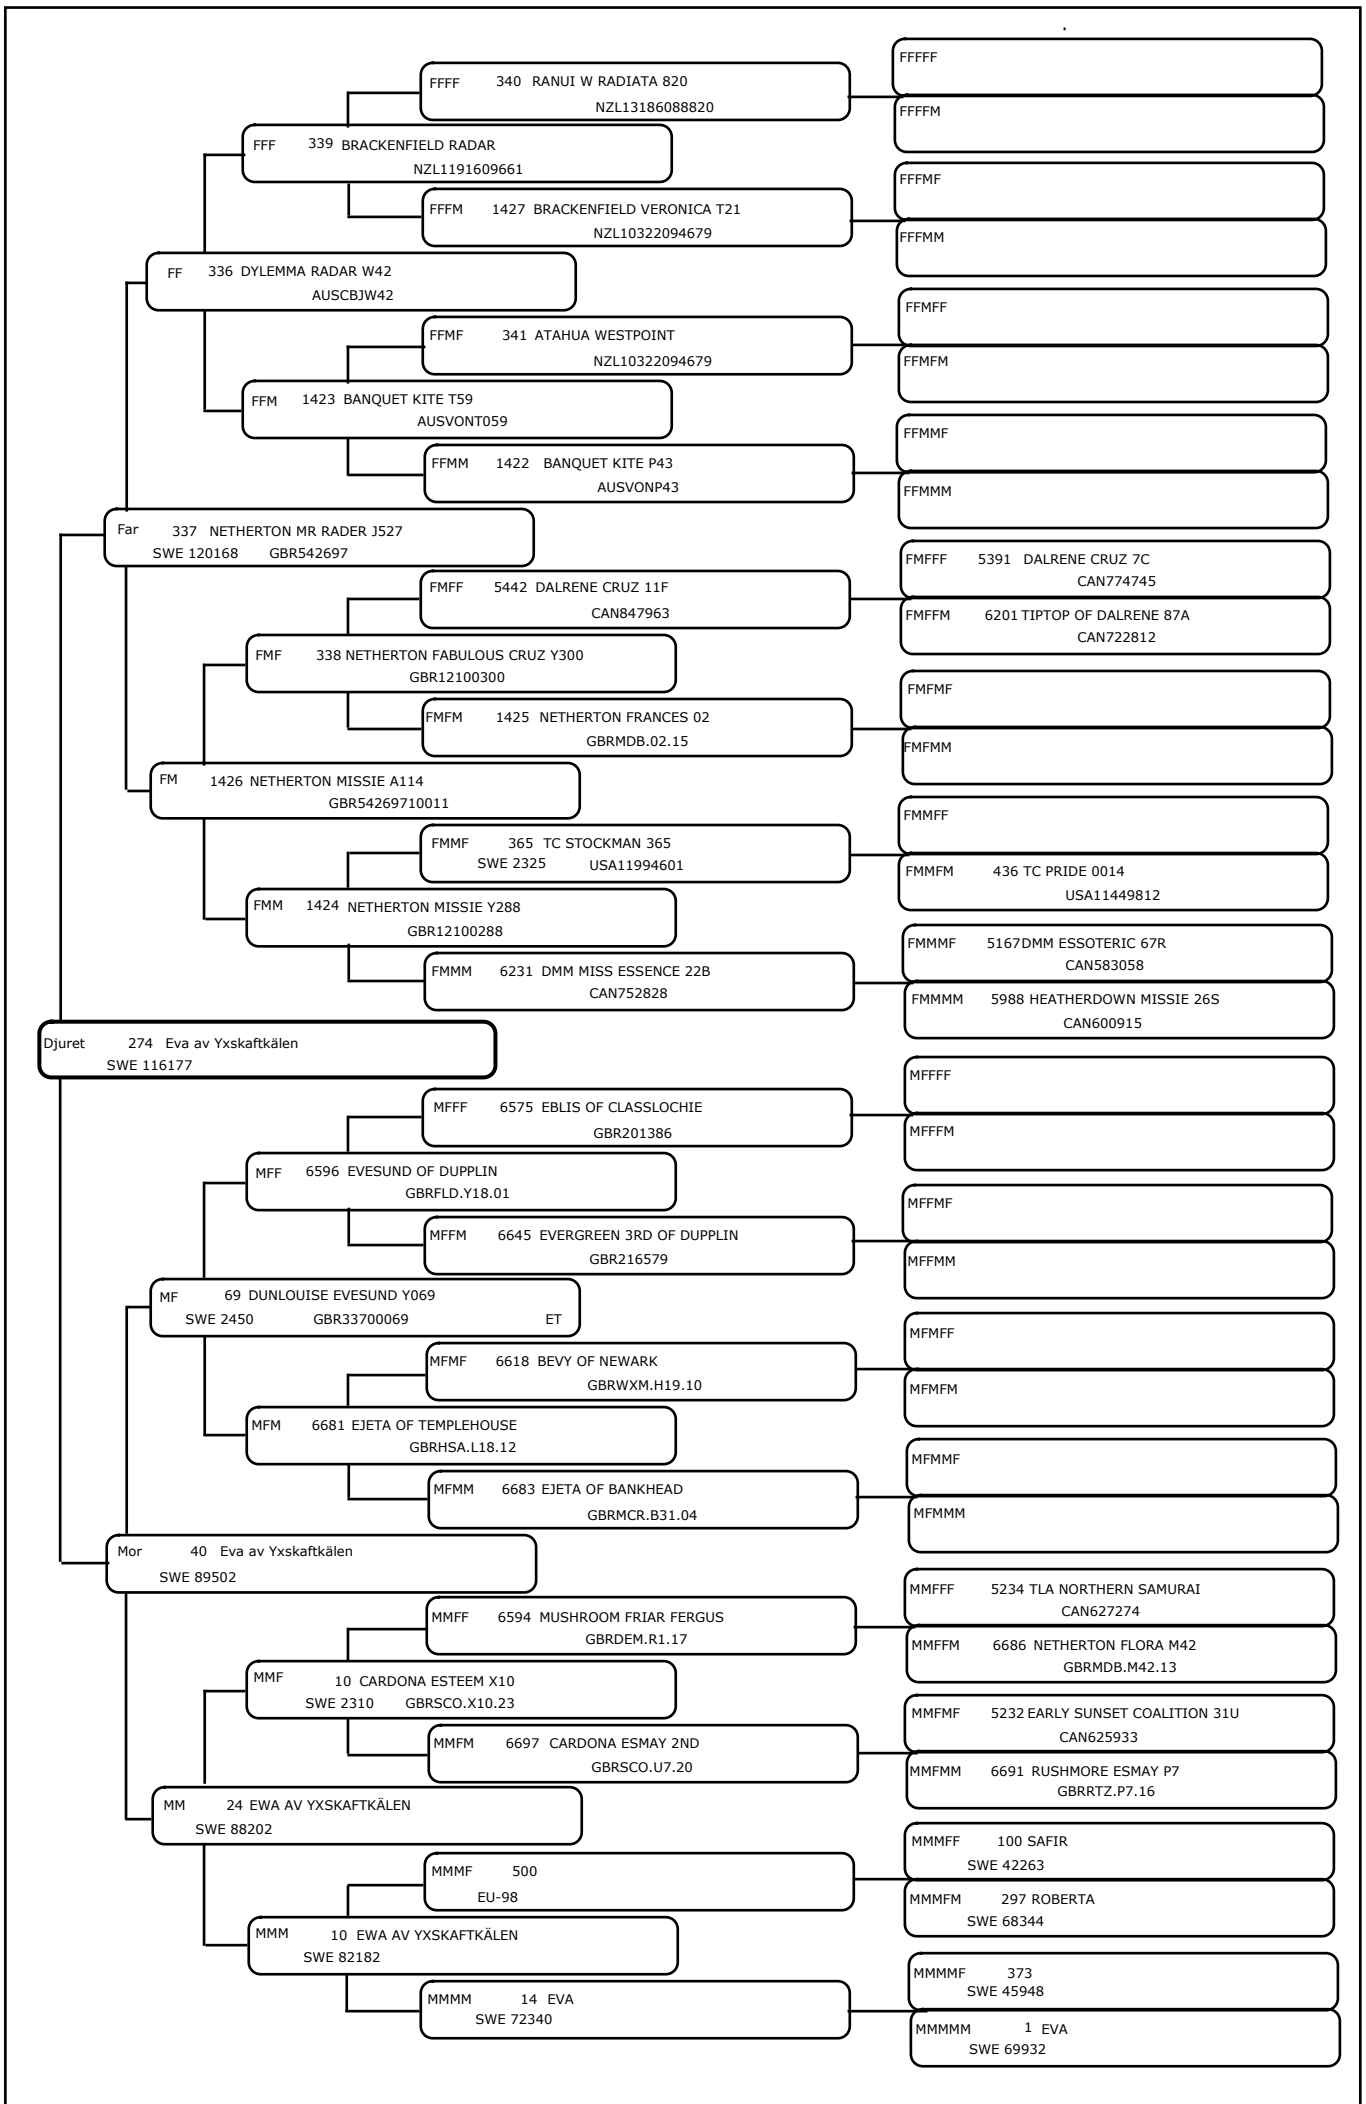 FFFFF
FFFF 340 RANUI W RADIATA 820
NZL13186088820
FFFFM
FFF 339 BRACKENFIELD RADAR
NZL1191609661
FFFMF
FFFM 1427 BRACKENFIELD VERONICA T21
NZL10322094679
FFFMM
FF 336 DYLEMMA RADAR W42
AUSCBJW42
FFMFF
FFMF 341 ATAHUA WESTPOINT
NZL10322094679
FFMFM
FFM 1423 BANQUET KITE T59
AUSVONT059
FFMMF
FFMM 1422 BANQUET KITE P43
AUSVONP43
FFMMM
Far 337 NETHERTON MR RADER J527
SWE 120168 GBR542697
FMFFF 5391 DALRENE CRUZ 7C
CAN774745
FMFF 5442 DALRENE CRUZ 11F
CAN847963
FMFFM 6201 TIPTOP OF DALRENE 87A
CAN722812
FMF 338 NETHERTON FABULOUS CRUZ Y300
GBR12100300
FMFMF
FMFM 1425 NETHERTON FRANCES 02
GBRMDB.02.15
FMFMM
FM 1426 NETHERTON MISSIE A114
GBR54269710011
FMMFF
FMMF 365 TC STOCKMAN 365
SWE 2325 USA11994601
FMMFM 436 TC PRIDE 0014
USA11449812
FMM 1424 NETHERTON MISSIE Y288
GBR12100288
FMMMF 5167DMM ESSOTERIC 67R
CAN583058
FMMM 6231 DMM MISS ESSENCE 22B
CAN752828
FMMMM 5988 HEATHERDOWN MISSIE 26S
CAN600915
Djuret 274 Eva av Yxskaftkälen
SWE 116177
MFFFF
MFFF 6575 EBLIS OF CLASSLOCHIE
GBR201386
MFFFM
MFF 6596 EVESUND OF DUPPLIN
GBRFLD.Y18.01
MFFMF
MFFM 6645 EVERGREEN 3RD OF DUPPLIN
GBR216579
MFFMM
MF 69 DUNLOUISE EVESUND Y069
SWE 2450 GBR33700069 ET
MFMFF
MFMF 6618 BEVY OF NEWARK
GBRWXM.H19.10
MFMFM
MFM 6681 EJETA OF TEMPLEHOUSE
GBRHSA.L18.12
MFMMF
MFMM 6683 EJETA OF BANKHEAD
GBRMCR.B31.04
MFMMM
Mor 40 Eva av Yxskaftkälen
SWE 89502
MMFFF 5234 TLA NORTHERN SAMURAI
CAN627274
MMFF 6594 MUSHROOM FRIAR FERGUS
GBRDEM.R1.17
MMFFM 6686 NETHERTON FLORA M42
GBRMDB.M42.13
MMF 10 CARDONA ESTEEM X10
SWE 2310 GBRSCO.X10.23
MMFMF 5232 EARLY SUNSET COALITION 31U
CAN625933
MMFM 6697 CARDONA ESMAY 2ND
GBRSCO.U7.20
MMFMM 6691 RUSHMORE ESMAY P7
GBRRTZ.P7.16
MM 24 EWA AV YXSKAFTKÄLEN
SWE 88202
MMMFF 100 SAFIR
SWE 42263
MMMF 500
EU-98
MMMFM 297 ROBERTA
SWE 68344
MMM 10 EWA AV YXSKAFTKÄLEN
SWE 82182
MMMMF 373
SWE 45948
MMMM 14 EVA
SWE 72340
MMMMM 1 EVA
SWE 69932